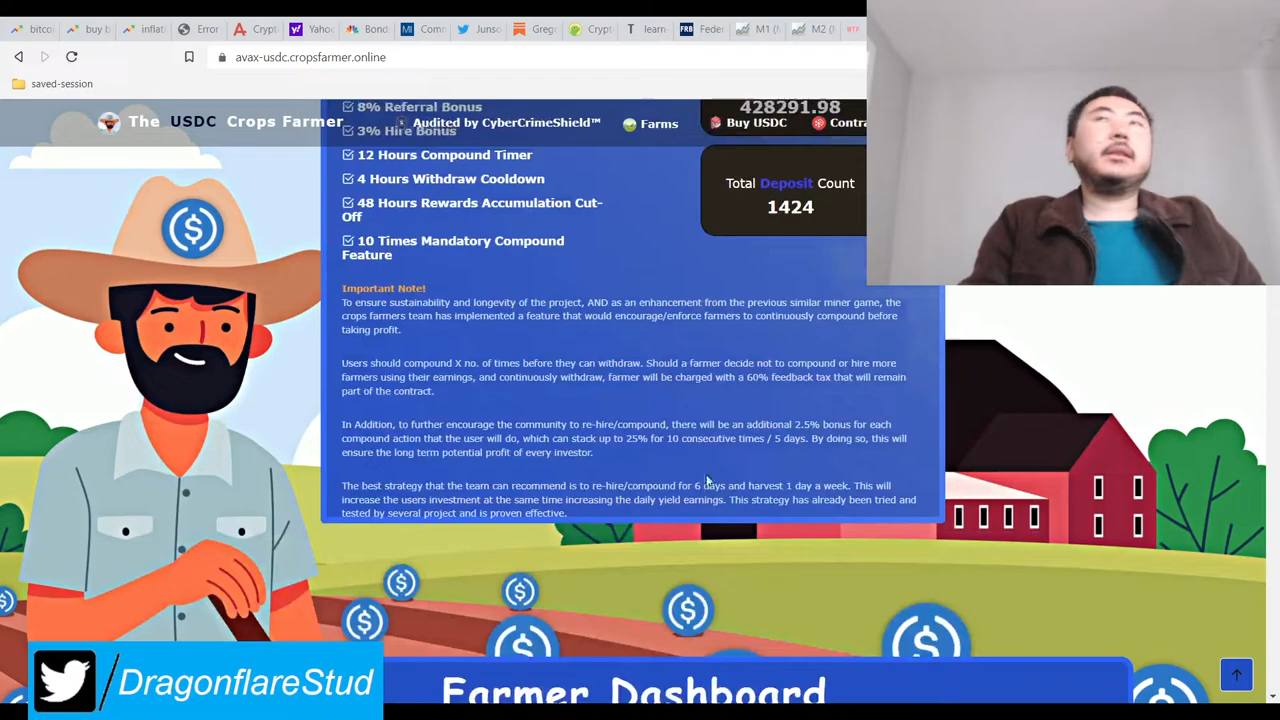 bitcoi
buy b
inflat
Error
Crypt
Yahoo
Bond
MI Comm
Junso
Greg
Crypt
T learn
FRB Feder
M1 (
M2 (
avax-usdc.cropsfarmer.online
saved-session
8% Referral Bonus
428291.98
The USDC Crops Farmer
Audited by CyberCrimeShield™
Farms
Buy USDC
Contra
3% Hire Bonus
12 Hours Compound Timer
4 Hours Withdraw Cooldown
48 Hours Rewards Accumulation Cut-
Off
10 Times Mandatory Compound
Feature
Total Deposit Count
1424
Important Note!
To ensure sustainability and longevity of the project, AND as an enhancement from the previous similar miner game, the
crops farmers team has implemented a feature that would encourage/enforce farmers to continuously compound before
taking profit.
Users should compound X no. of times before they can withdraw. Should a farmer decide not to compound or hire more
farmers using their earnings, and continuously withdraw, farmer will be charged with a 60% feedback tax that will remain
part of the contract.
In Addition, to further encourage the community to re-hire/compound, there will be an additional 2.5% bonus for each
compound action that the user will do, which can stack up to 25% for 10 consecutive times / 5 days. By doing so, this will
ensure the long term potential profit of every investor.
The best strategy that the team can recommend is to re-hire/compound for 6 days and harvest 1 day a week. This will
increase the users investment at the same time increasing the daily yield earnings. This strategy has already been tried and
tested by several project and is proven effective.
Farmer Dashboard
/DragonflareStud